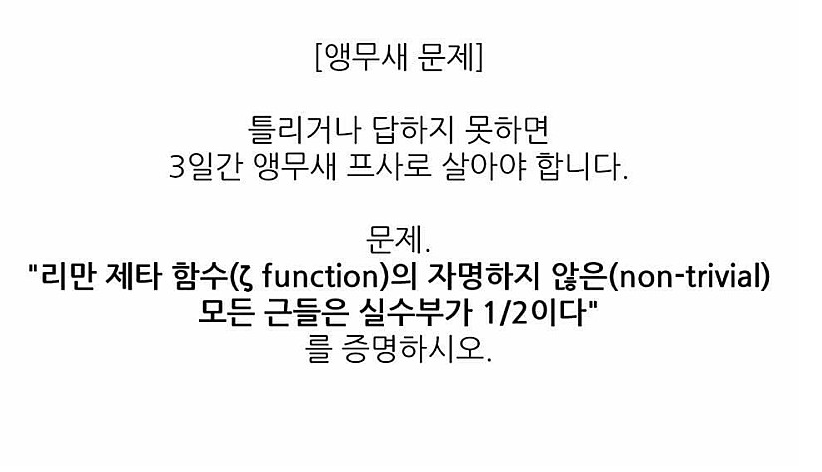 [앵무새 문제]
틀리거나 답하지 못하면
3일간 앵무새 프사로 살아야 합니다.
문제.
"리만 제타 함수(ζ function)의 자명하지 않은(non-trivial)
모든 근들은 실수부가 1/2이다"
를 증명하시오.